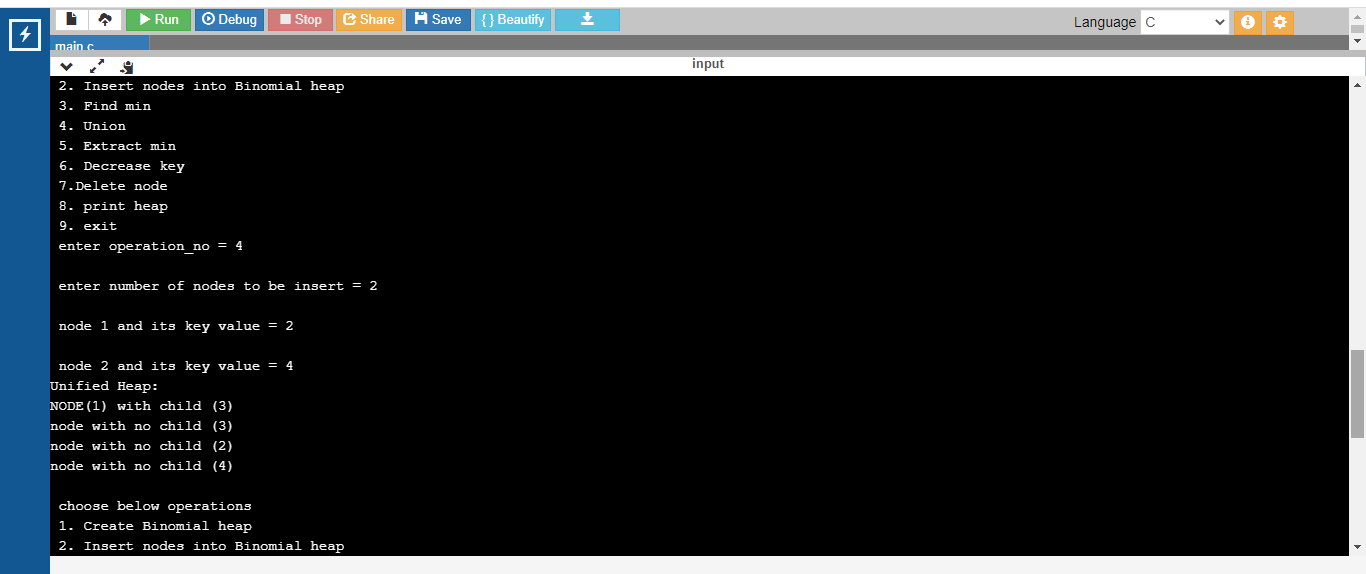 Run Debug Stop Share Save { } Beautify Language C
main.c
input
2. Insert nodes into Binomial heap
3. Find min
4. Union
5. Extract min
6. Decrease key
7.Delete node
8. print heap
9. exit
enter operation_no = 4
enter number of nodes to be insert = 2
node 1 and its key value = 2
node 2 and its key value = 4
Unified Heap:
NODE(1) with child (3)
node with no child (3)
node with no child (2)
node with no child (4)
choose below operations
1. Create Binomial heap
2. Insert nodes into Binomial heap